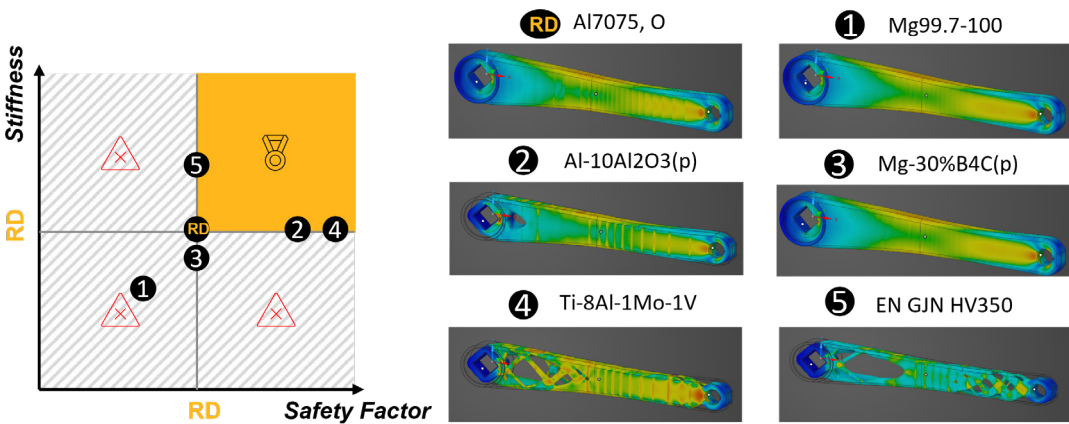 RD Al7075, O
1 Mg99.7-100
Stiffness
5
2 Al-10Al2O3(p)
3 Mg-30%B4C(p)
RD
RD 2 4
3
1
4 Ti-8Al-1Mo-1V
5 EN GJN HV350
RD
Safety Factor